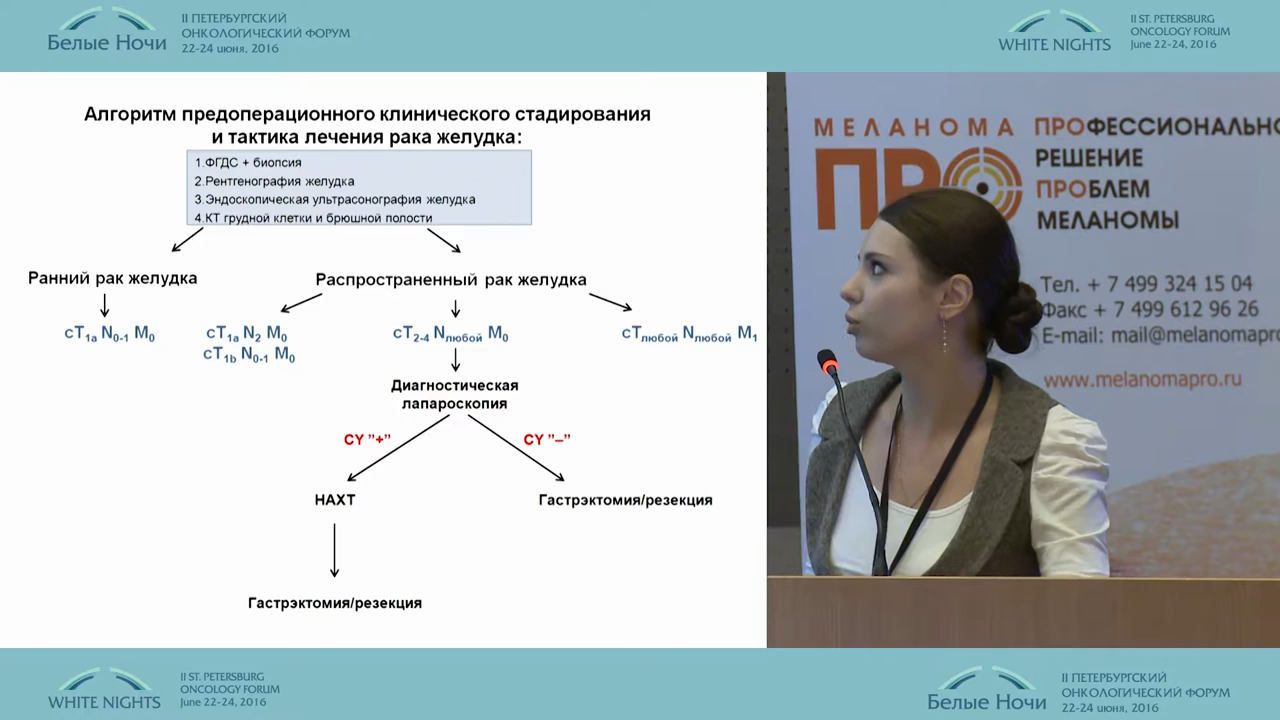 Белые Ночи
II ПЕТЕРБУРГСКИЙ
ОНКОЛОГИЧЕСКИЙ ФОРУМ
22-24 июня, 2016
WHITE NIGHTS
II ST. PETERSBURG
ONCOLOGY FORUM
June 22-24, 2016
Алгоритм предоперационного клинического стадирования
и тактика лечения рака желудка:
1.ФГДС + биопсия
2.Рентгенография желудка
3.Эндоскопическая ультрасонография желудка
4.КТ грудной клетки и брюшной полости
Ранний рак желудка
Распространенный рак желудка
cT1a N0-1 M0
cT1a N2 M0
cT1b N0-1 M0
cT2-4 Nлюбой M0
cTлюбой Nлюбой M1
Диагностическая
лапароскопия
CY ”+”
CY ”–”
НАХТ
Гастрэктомия/резекция
Гастрэктомия/резекция
МЕЛАНОМА
ПРО
ПРОФЕССИОНАЛЬНО
РЕШЕНИЕ
ПРОБЛЕМ
МЕЛАНОМЫ
Тел. + 7 499 324 15 04
Факс + 7 499 612 96 26
E-mail: mail@melanomapro
www.melanomapro.ru
WHITE NIGHTS
II ST. PETERSBURG
ONCOLOGY FORUM
June 22-24, 2016
Белые Ночи
II ПЕТЕРБУРГСКИЙ
ОНКОЛОГИЧЕСКИЙ ФОРУМ
22-24 июня, 2016